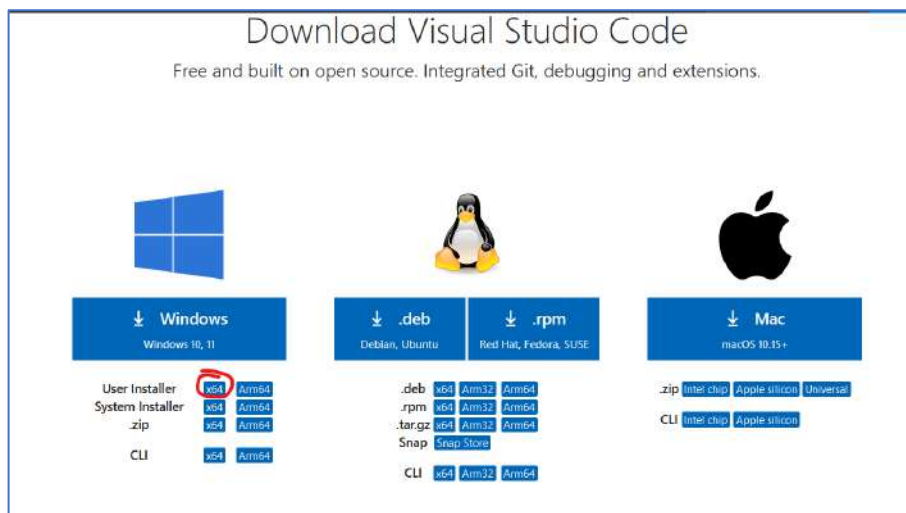 Download Visual Studio Code
Free and built on open source. Integrated Git, debugging and extensions.
Windows
Windows 10, 11
User Installer x64 Arm64
System Installer x64 Arm64
.zip x64 Arm64
CLI x64 Arm64
.deb
Debian, Ubuntu
.rpm
Red Hat, Fedora, SUSE
.deb x64 Arm32 Arm64
.rpm x64 Arm32 Arm64
.tar.gz x64 Arm32 Arm64
Snap Snap Store
CLI x64 Arm32 Arm64
Mac
macOS 10.15+
.zip Intel chip Apple silicon Universal
CLI Intel chip Apple silicon